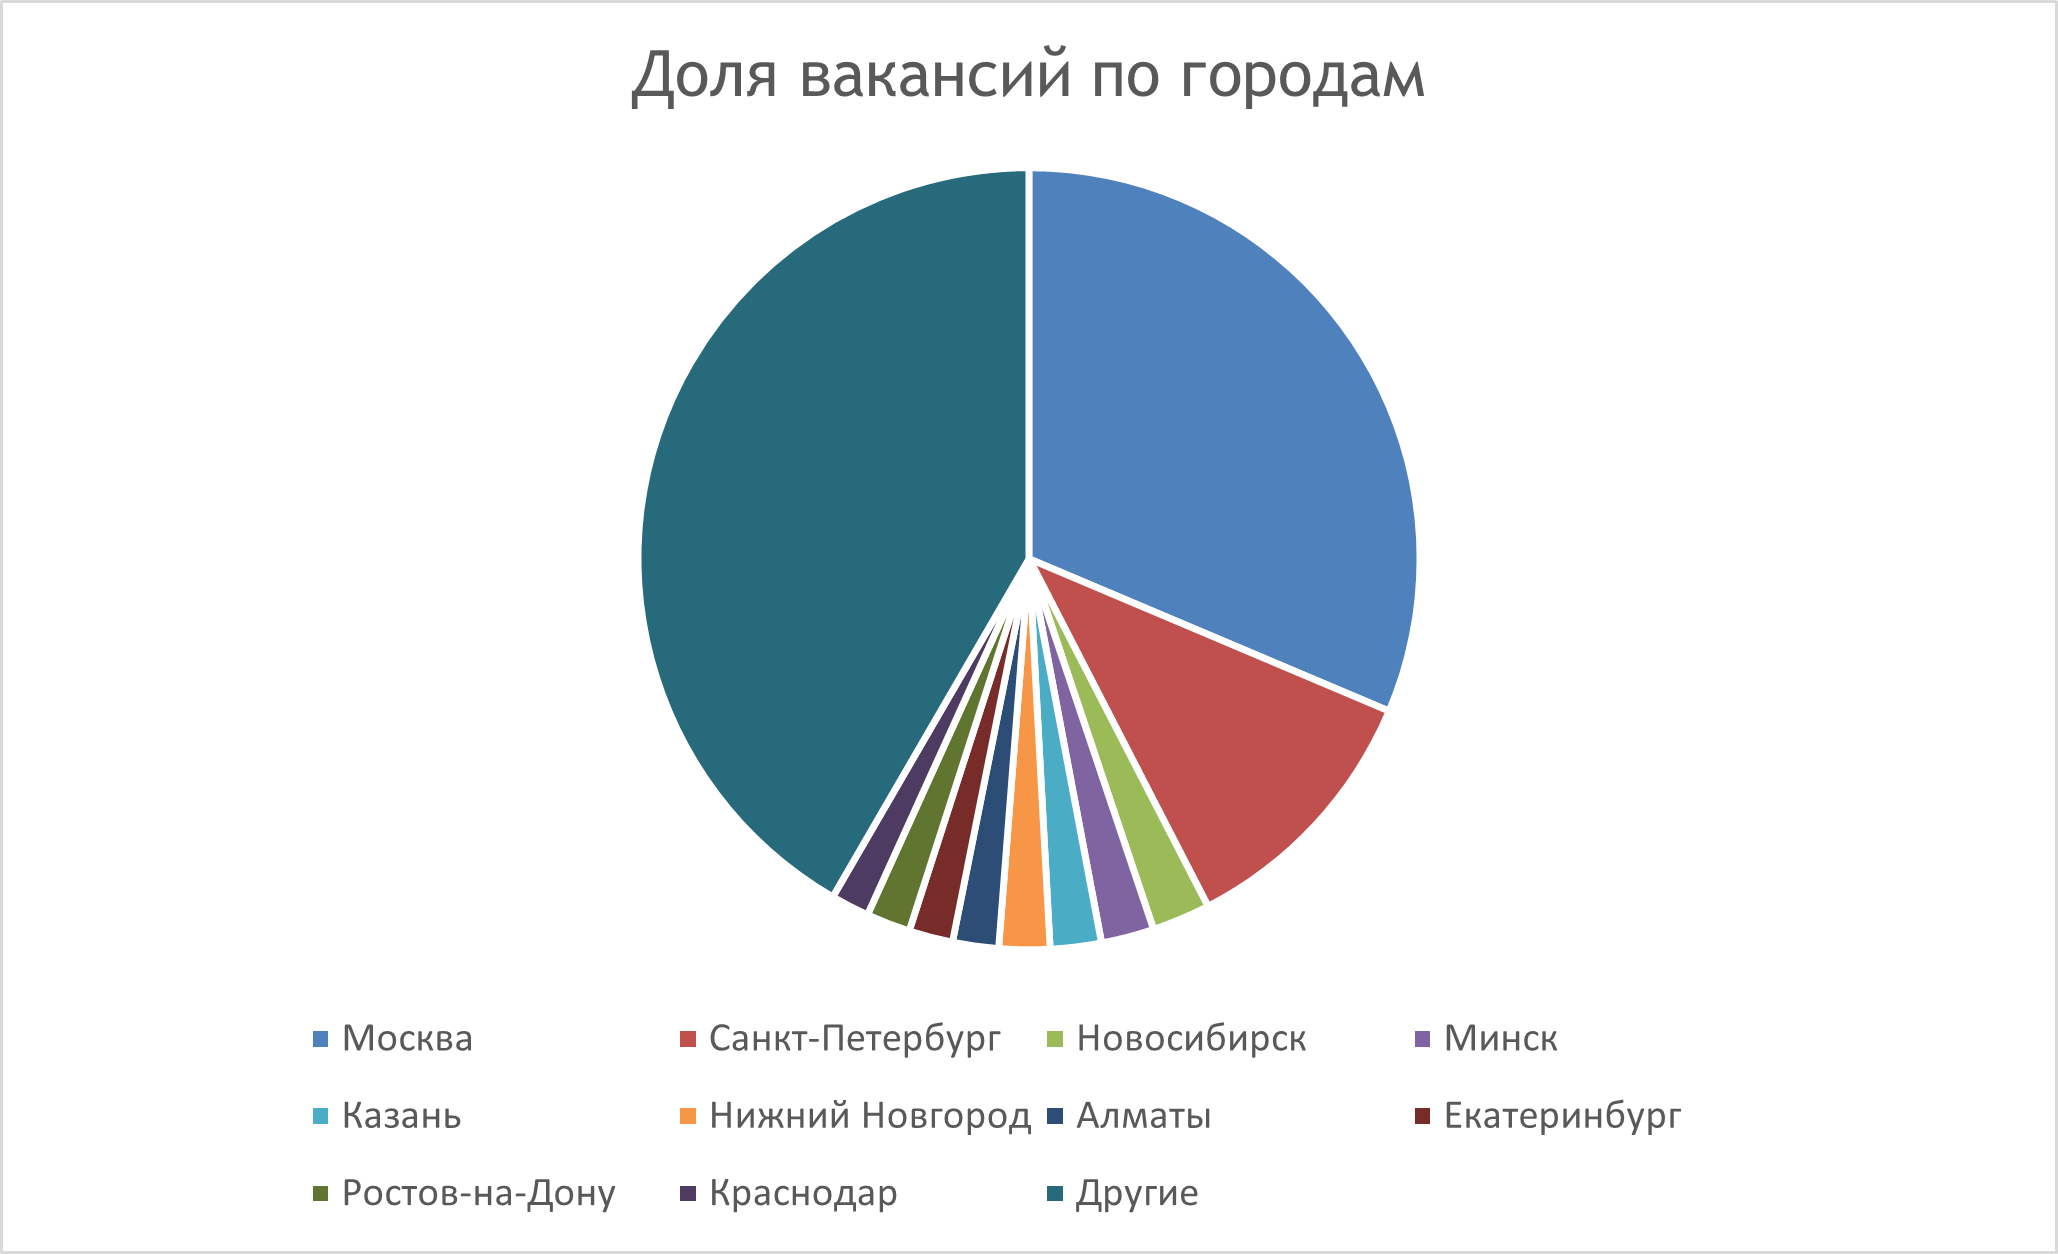 Доля вакансий по городам
Москва
Санкт-Петербург
Новосибирск
Минск
Казань
Нижний Новгород
Алматы
Екатеринбург
Ростов-на-Дону
Краснодар
Другие